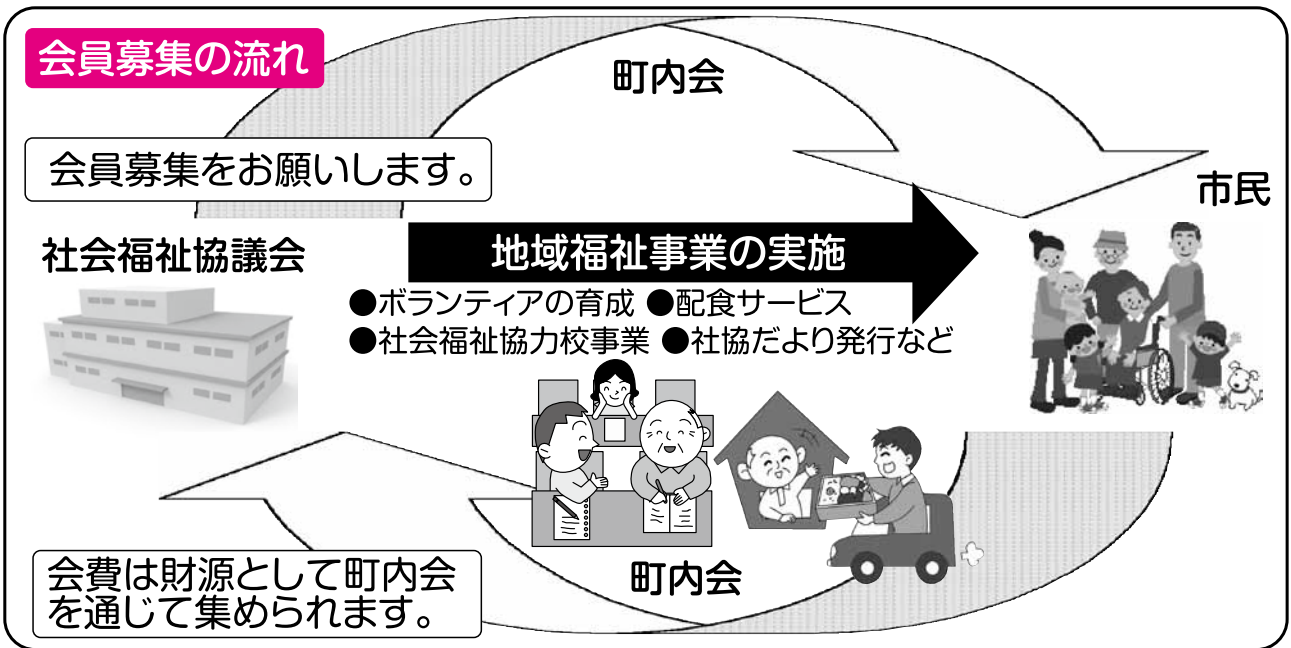 会員募集の流れ
町内会
会員募集をお願いします。
市民
社会福祉協議会
地域福祉事業の実施
●ボランティアの育成 ●配食サービス
●社会福祉協力校事業 ●社協だより発行など
町内会
会費は財源として町内会
を通じて集められます。